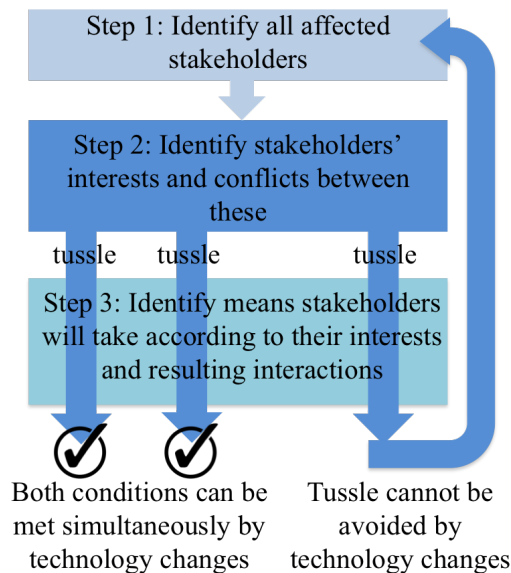 Step 1: Identify all affected
stakeholders
Step 2: Identify stakeholders’
interests and conflicts between
these
tussle
tussle
tussle
Step 3: Identify means stakeholders
will take according to their interests
and resulting interactions
Both conditions can be
met simultaneously by
technology changes
Tussle cannot be
avoided by
technology changes